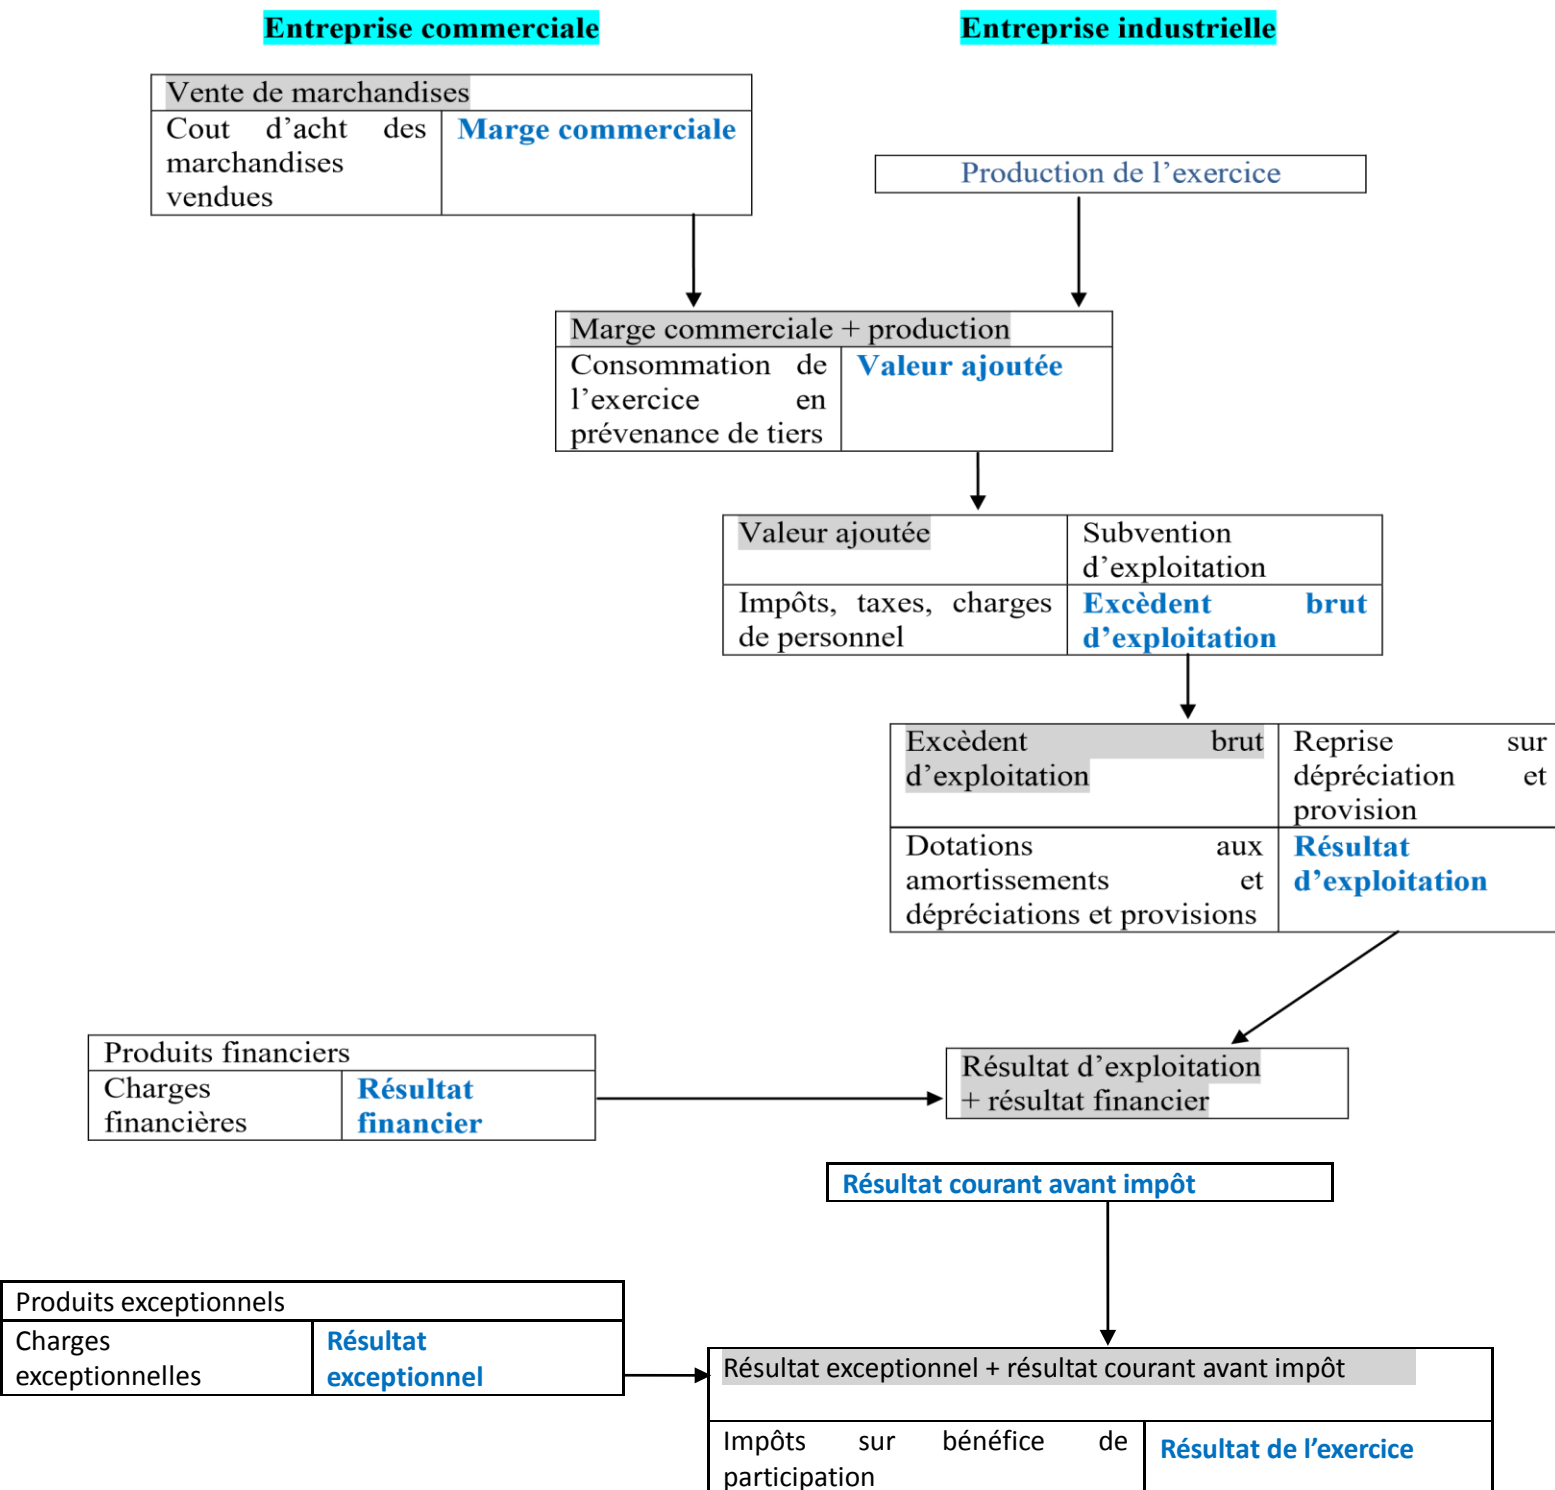 Entreprise commerciale
Entreprise industrielle
Vente de marchandises
Cout d'acht des
marchandises
vendues
Marge commerciale
Production de l'exercice
Marge commerciale + production
Consommation de
l'exercice en
prévenance de tiers
Valeur ajoutée
Valeur ajoutée
Subvention
d'exploitation
Impôts, taxes, charges
de personnel
Excèdent brut
d'exploitation
Excèdent brut
d'exploitation
Reprise sur
dépréciation et
provision
Dotations aux
amortissements et
dépréciations et provisions
Résultat
d'exploitation
Produits financiers
Charges
financières
Résultat
financier
Résultat d'exploitation
+ résultat financier
Résultat courant avant impôt
Produits exceptionnels
Charges
exceptionnelles
Résultat
exceptionnel
Résultat exceptionnel + résultat courant avant impôt
Impôts sur bénéfice de
participation
Résultat de l'exercice